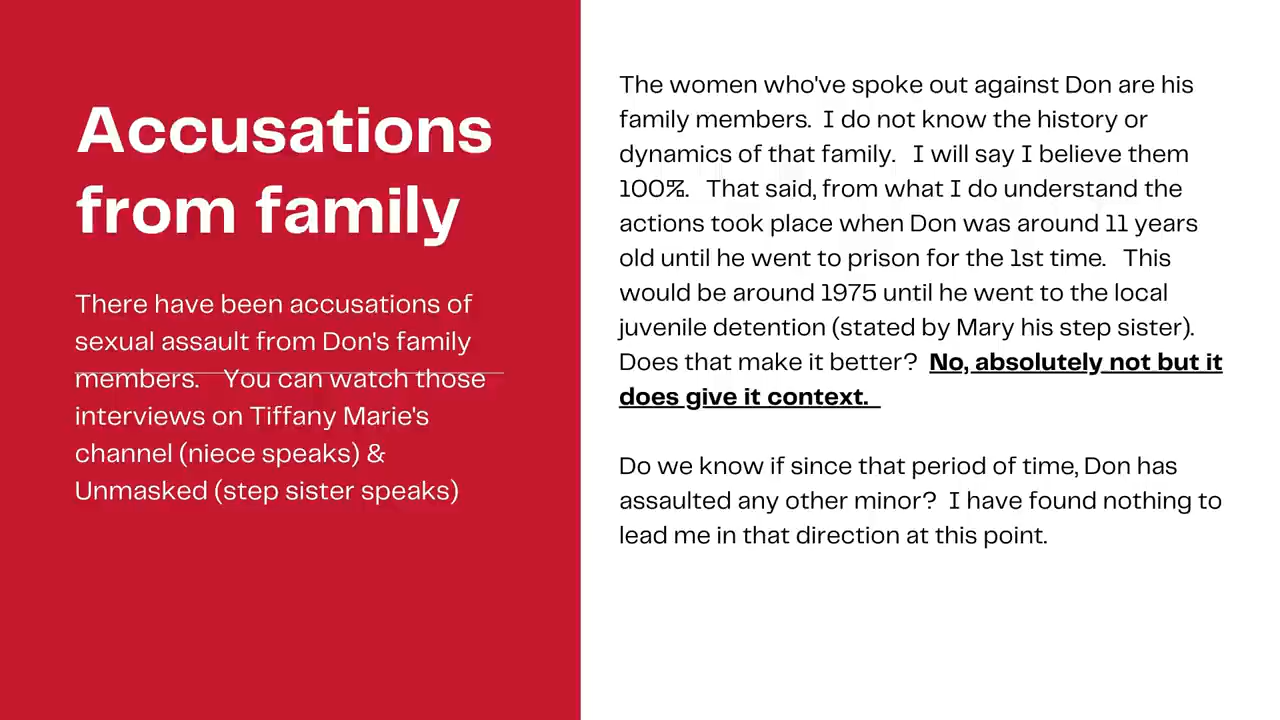 Accusations
from family
There have been accusations of
sexual assault from Don's family
members.    You can watch those
interviews on Tiffany Marie's
channel (niece speaks) &
Unmasked (step sister speaks)
The women who've spoke out against Don are his
family members.  I do not know the history or
dynamics of that family.   I will say I believe them
100%.   That said, from what I do understand the
actions took place when Don was around 11 years
old until he went to prison for the 1st time.   This
would be around 1975 until he went to the local
juvenile detention (stated by Mary his step sister).
Does that make it better?  No, absolutely not but it
does give it context.
Do we know if since that period of time, Don has
assaulted any other minor?  I have found nothing to
lead me in that direction at this point.